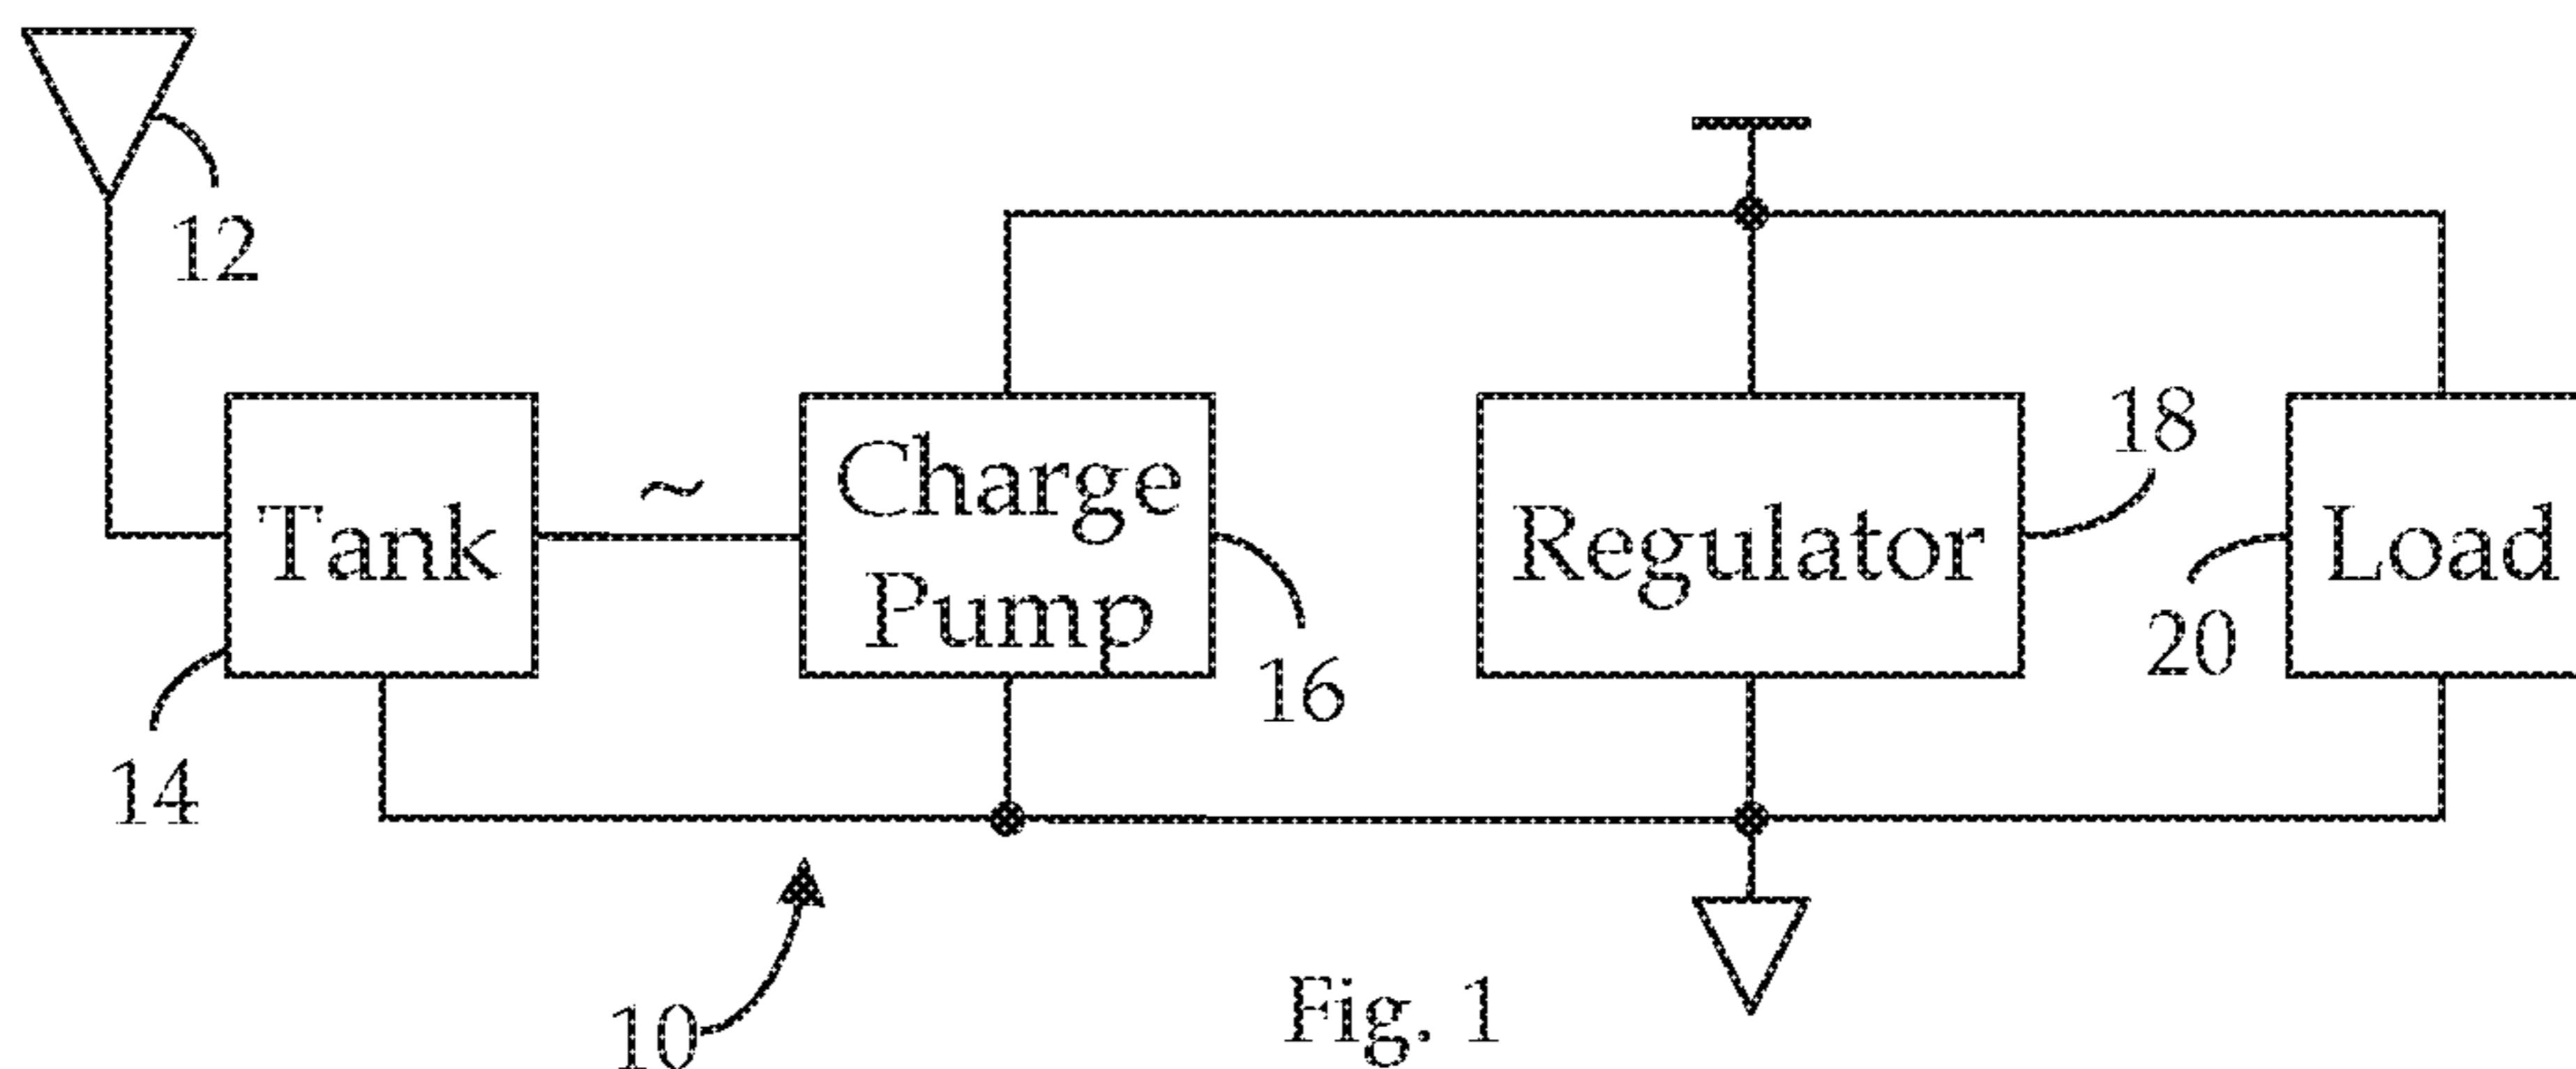 12
18
~
Charge
Pump
Tank
Regulator
Load
20
16
14
10
Fig. 1